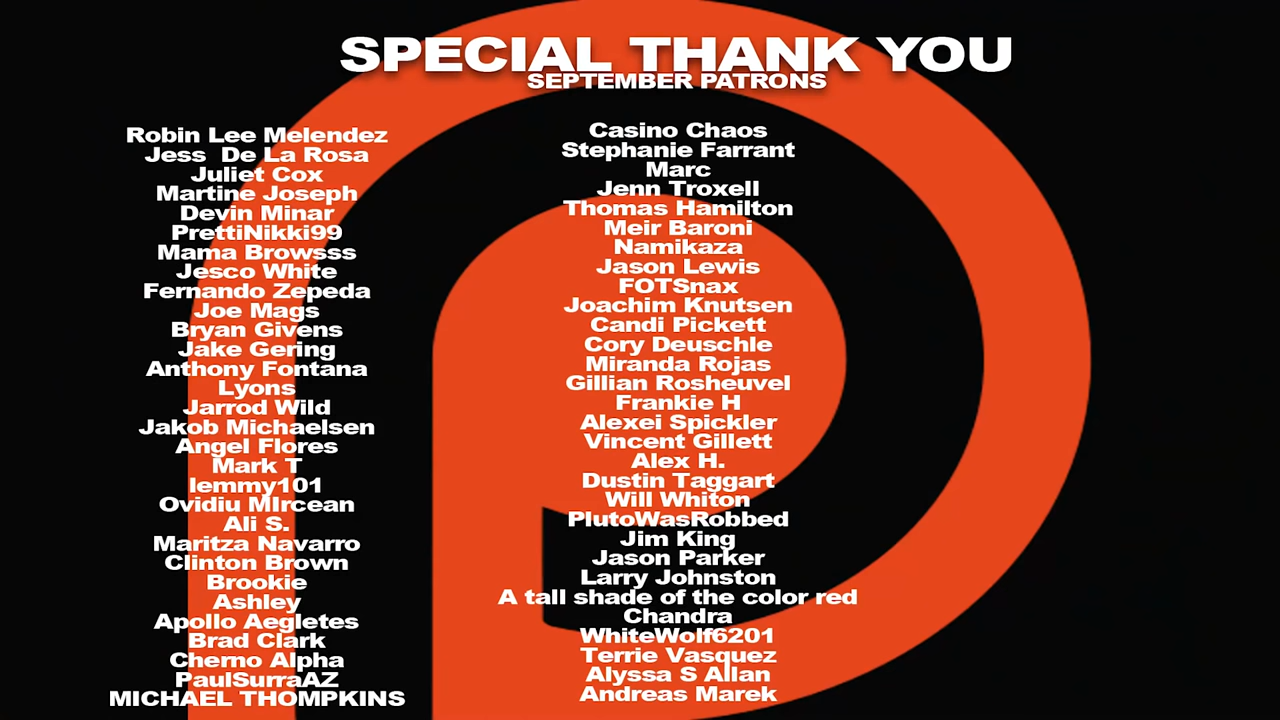 SPECIAL THANK YOU
SEPTEMBER PATRONS
Robin Lee Melendez
Jess  De La Rosa
Juliet Cox
Martine Joseph
Devin Minar
PrettiNikki99
Mama Browsss
Jesco White
Fernando Zepeda
Joe Mags
Bryan Givens
Jake Gering
Anthony Fontana
Lyons
Jarrod Wild
Jakob Michaelsen
Angel Flores
Mark T
lemmy101
Ovidiu MIrcean
Ali S.
Maritza Navarro
Clinton Brown
Brookie
Ashley
Apollo Aegletes
Brad Clark
Cherno Alpha
PaulSurraAZ
MICHAEL THOMPKINS
Casino Chaos
Stephanie Farrant
Marc
Jenn Troxell
Thomas Hamilton
Meir Baroni
Namikaza
Jason Lewis
FOTSnax
Joachim Knutsen
Candi Pickett
Cory Deuschle
Miranda Rojas
Gillian Rosheuvel
Frankie H
Alexei Spickler
Vincent Gillett
Alex H.
Dustin Taggart
Will Whiton
PlutoWasRobbed
Jim King
Jason Parker
Larry Johnston
A tall shade of the color red
Chandra
WhiteWolf6201
Terrie Vasquez
Alyssa S Allan
Andreas Marek